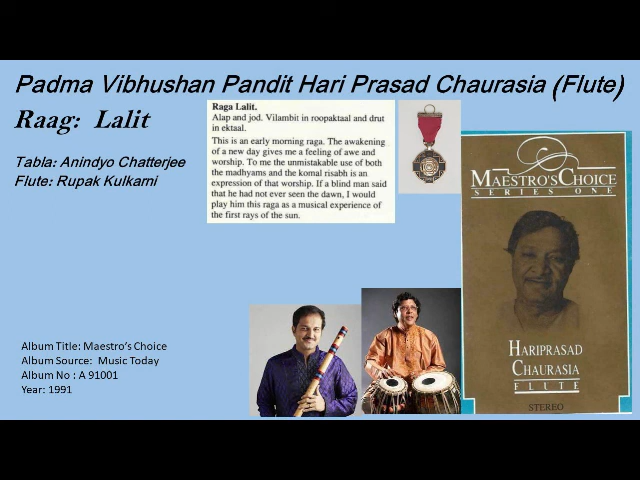 Padma Vibhushan Pandit Hari Prasad Chaurasia (Flute)
Raag: Lalit
Tabla: Anindyo Chatterjee
Flute: Rupak Kulkarni
Raga Lalit.
Alap and jod. Vilambit in roopaktaal and drut
in ektaal.
This is an early morning raga. The awakening
of a new day gives me a feeling of awe and
worship. To me the unmistakable use of both
the madhyams and the komal risabh is an
expression of that worship. If a blind man said
that he had not ever seen the dawn, I would
play him this raga as a musical experience of
the first rays of the sun.
MAESTRO'S CHOICE
SERIES ONE
HARIPRASAD
CHAURASIA
FLUTE
STEREO
Album Title: Maestro's Choice
Album Source: Music Today
Album No : A 91001
Year: 1991